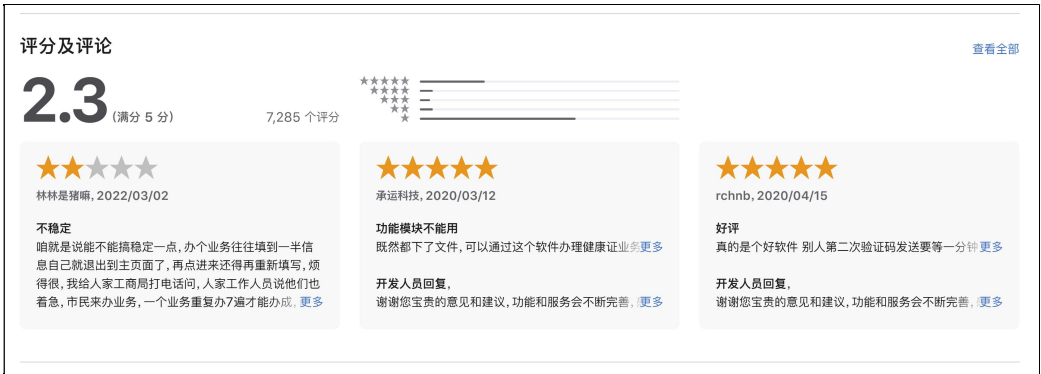 评分及评论
查看全部
2.3
(满分 5 分)
7,285 个评分
林林是猪嘛, 2022/03/02
不稳定
咱就是说能不能搞稳定一点, 办个业务往往填到一半信
息自己就退出到主页面了, 再点进来还得再重新填写, 烦
得很, 我给人家工商局打电话问, 人家工作人员说他们也
着急, 市民来办业务, 一个业务重复办7遍才能办成, 更多
承运科技, 2020/03/12
功能模块不能用
既然都下了文件, 可以通过这个软件办理健康证业务更多
开发人员回复,
谢谢您宝贵的意见和建议, 功能和服务会不断完善, 更多
rchnb, 2020/04/15
好评
真的是个好软件 别人第二次验证码发送要等一分钟更多
开发人员回复,
谢谢您宝贵的意见和建议, 功能和服务会不断完善, 更多